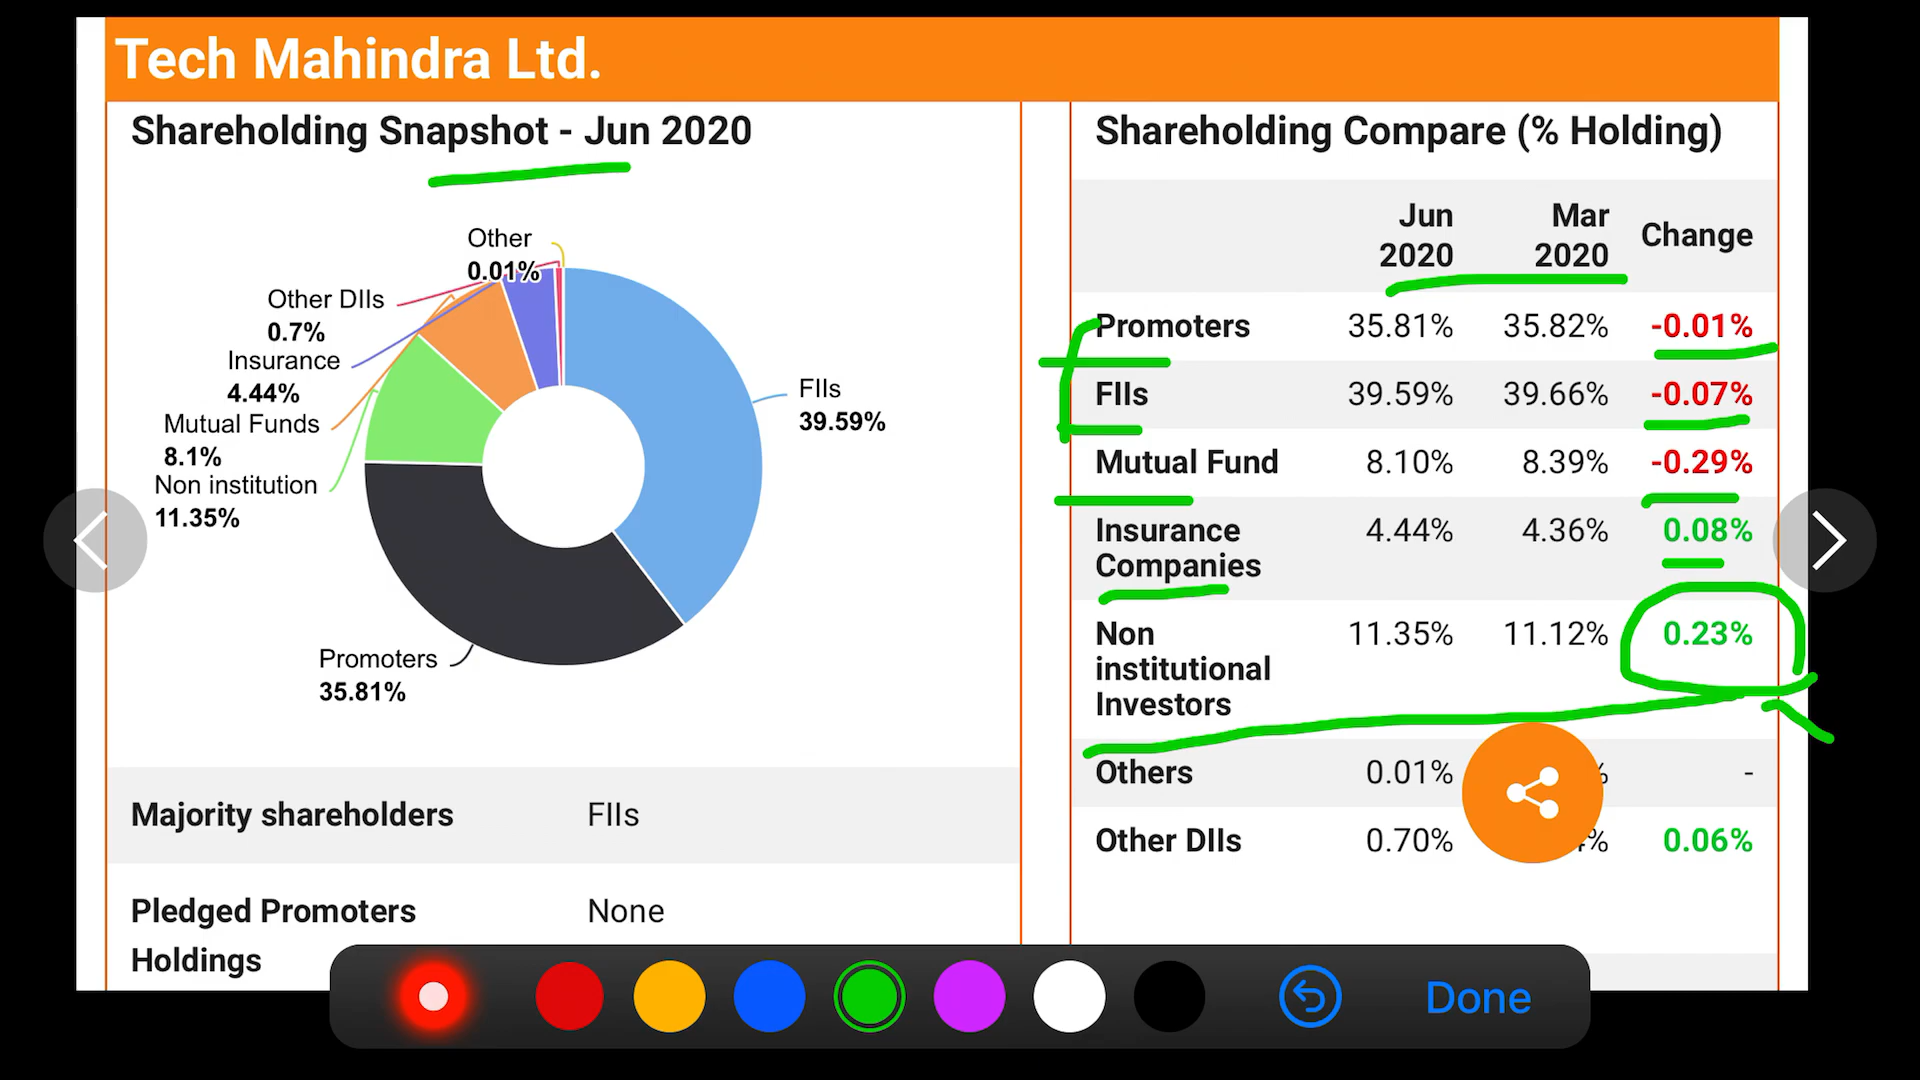 Tech Mahindra Ltd.
Shareholding Snapshot - Jun 2020
Other
0.01%
Other DIIs
0.7%
Insurance
4.44%
Mutual Funds
8.1%
Non institution
11.35%
FIIs
39.59%
Promoters
35.81%
Majority shareholders FIIs
Pledged Promoters None
Holdings
Shareholding Compare (% Holding)
Jun Mar Change
2020 2020
Promoters 35.81% 35.82% -0.01%
FIIs 39.59% 39.66% -0.07%
Mutual Fund 8.10% 8.39% -0.29%
Insurance 4.44% 4.36% 0.08%
Companies
Non 11.35% 11.12% 0.23%
institutional
Investors
Others 0.01% -
Other DIIs 0.70% 0.06%
Done